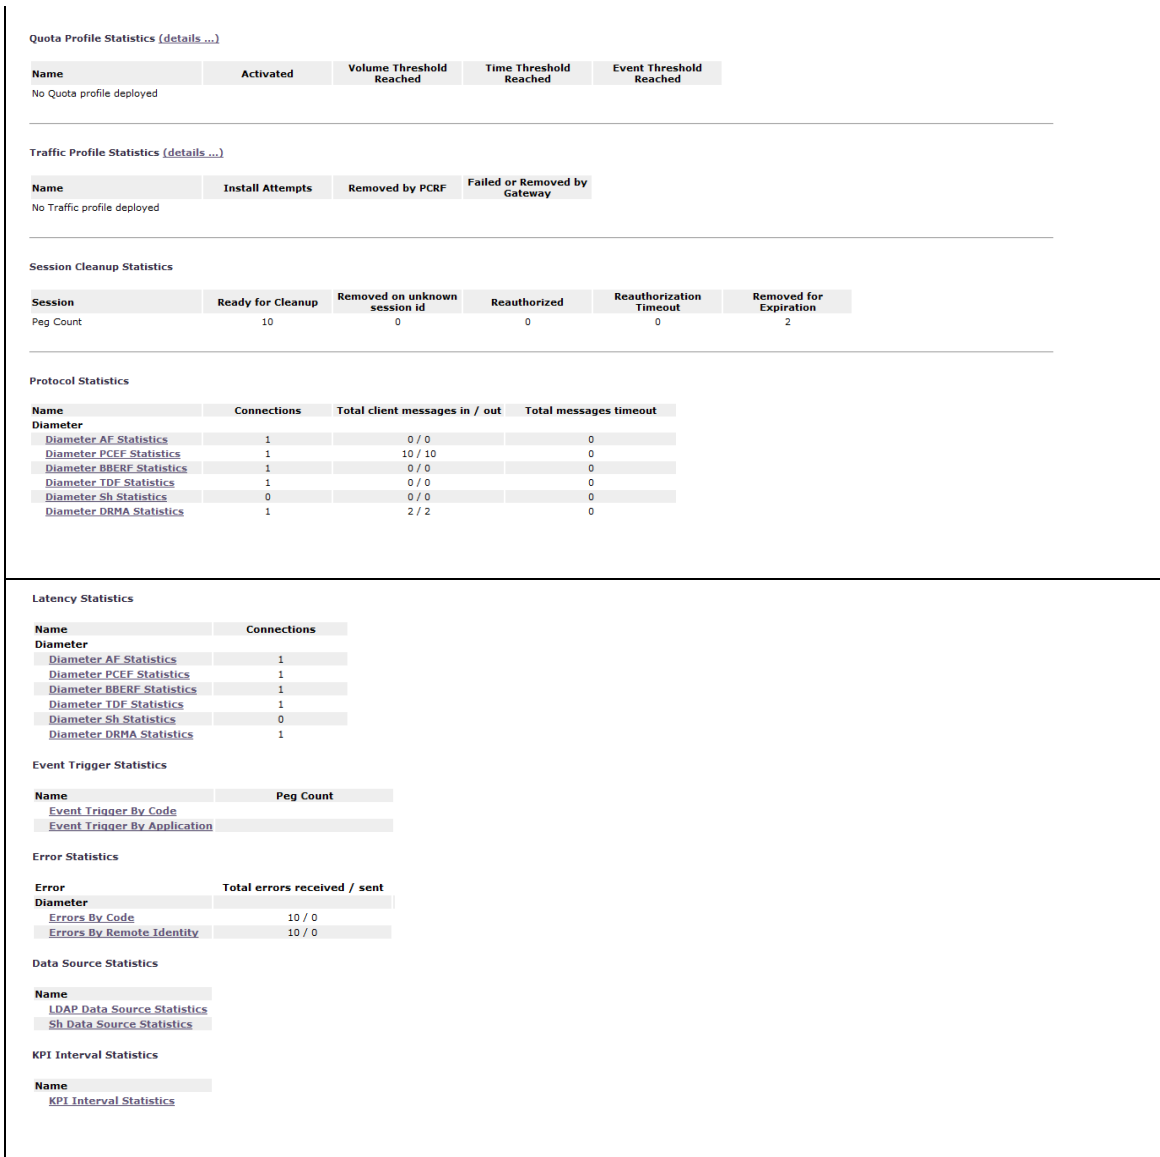 Quota Profile Statistics (details ...)
Name Activated Volume Threshold Reached Time Threshold Reached Event Threshold Reached
No Quota profile deployed
Traffic Profile Statistics (details ...)
Name Install Attempts Removed by PCRF Failed or Removed by Gateway
No Traffic profile deployed
Session Cleanup Statistics
Session Ready for Cleanup Removed on unknown session id Reauthorized Reauthorization Timeout Removed for Expiration
Peg Count 10 0 0 0 2
Protocol Statistics
Name Connections Total client messages in / out Total messages timeout
Diameter
Diameter AF Statistics 1 0 / 0 0
Diameter PCEF Statistics 1 10 / 10 0
Diameter BBERF Statistics 1 0 / 0 0
Diameter TDF Statistics 1 0 / 0 0
Diameter Sh Statistics 0 0 / 0 0
Diameter DRMA Statistics 1 2 / 2 0
Latency Statistics
Name Connections
Diameter
Diameter AF Statistics 1
Diameter PCEF Statistics 1
Diameter BBERF Statistics 1
Diameter TDF Statistics 1
Diameter Sh Statistics 0
Diameter DRMA Statistics 1
Event Trigger Statistics
Name Peg Count
Event Trigger By Code
Event Trigger By Application
Error Statistics
Error Total errors received / sent
Diameter
Errors By Code 10 / 0
Errors By Remote Identity 10 / 0
Data Source Statistics
Name
LDAP Data Source Statistics
Sh Data Source Statistics
KPI Interval Statistics
Name
KPI Interval Statistics